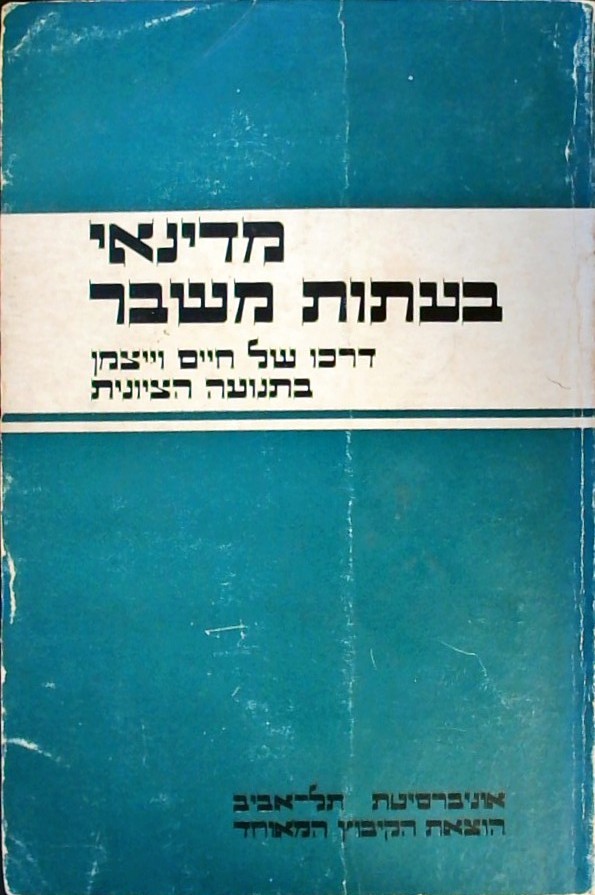 מדינאי
בעתות משבר
דרכו של חיים וייצמן
בתנועה הציונית
אוניברסיטת תל-אביב
הוצאת הקיבוץ המאוחד